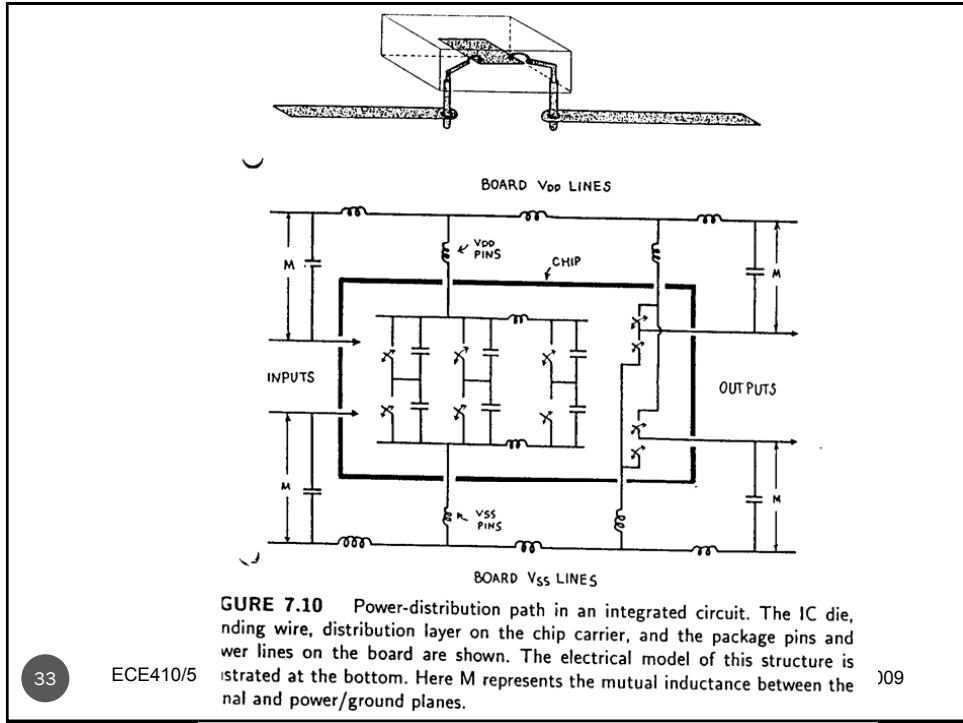 BOARD VDD LINES
M
VDD
PINS
CHIP
M
INPUTS
OUTPUTS
M
VSS
PINS
M
BOARD VSS LINES
GURE 7.10 Power-distribution path in an integrated circuit. The IC die,
nding wire, distribution layer on the chip carrier, and the package pins and
wer lines on the board are shown. The electrical model of this structure is
ustrated at the bottom. Here M represents the mutual inductance between the
nal and power/ground planes.
33
ECE410/5
009